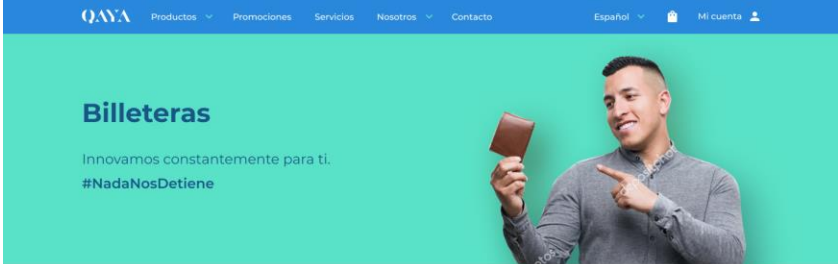 QAYA Productos Promociones Servicios Nosotros Contacto Español Mi cuenta
Billeteras
Innovamos constantemente para ti.
#NadaNosDetiene